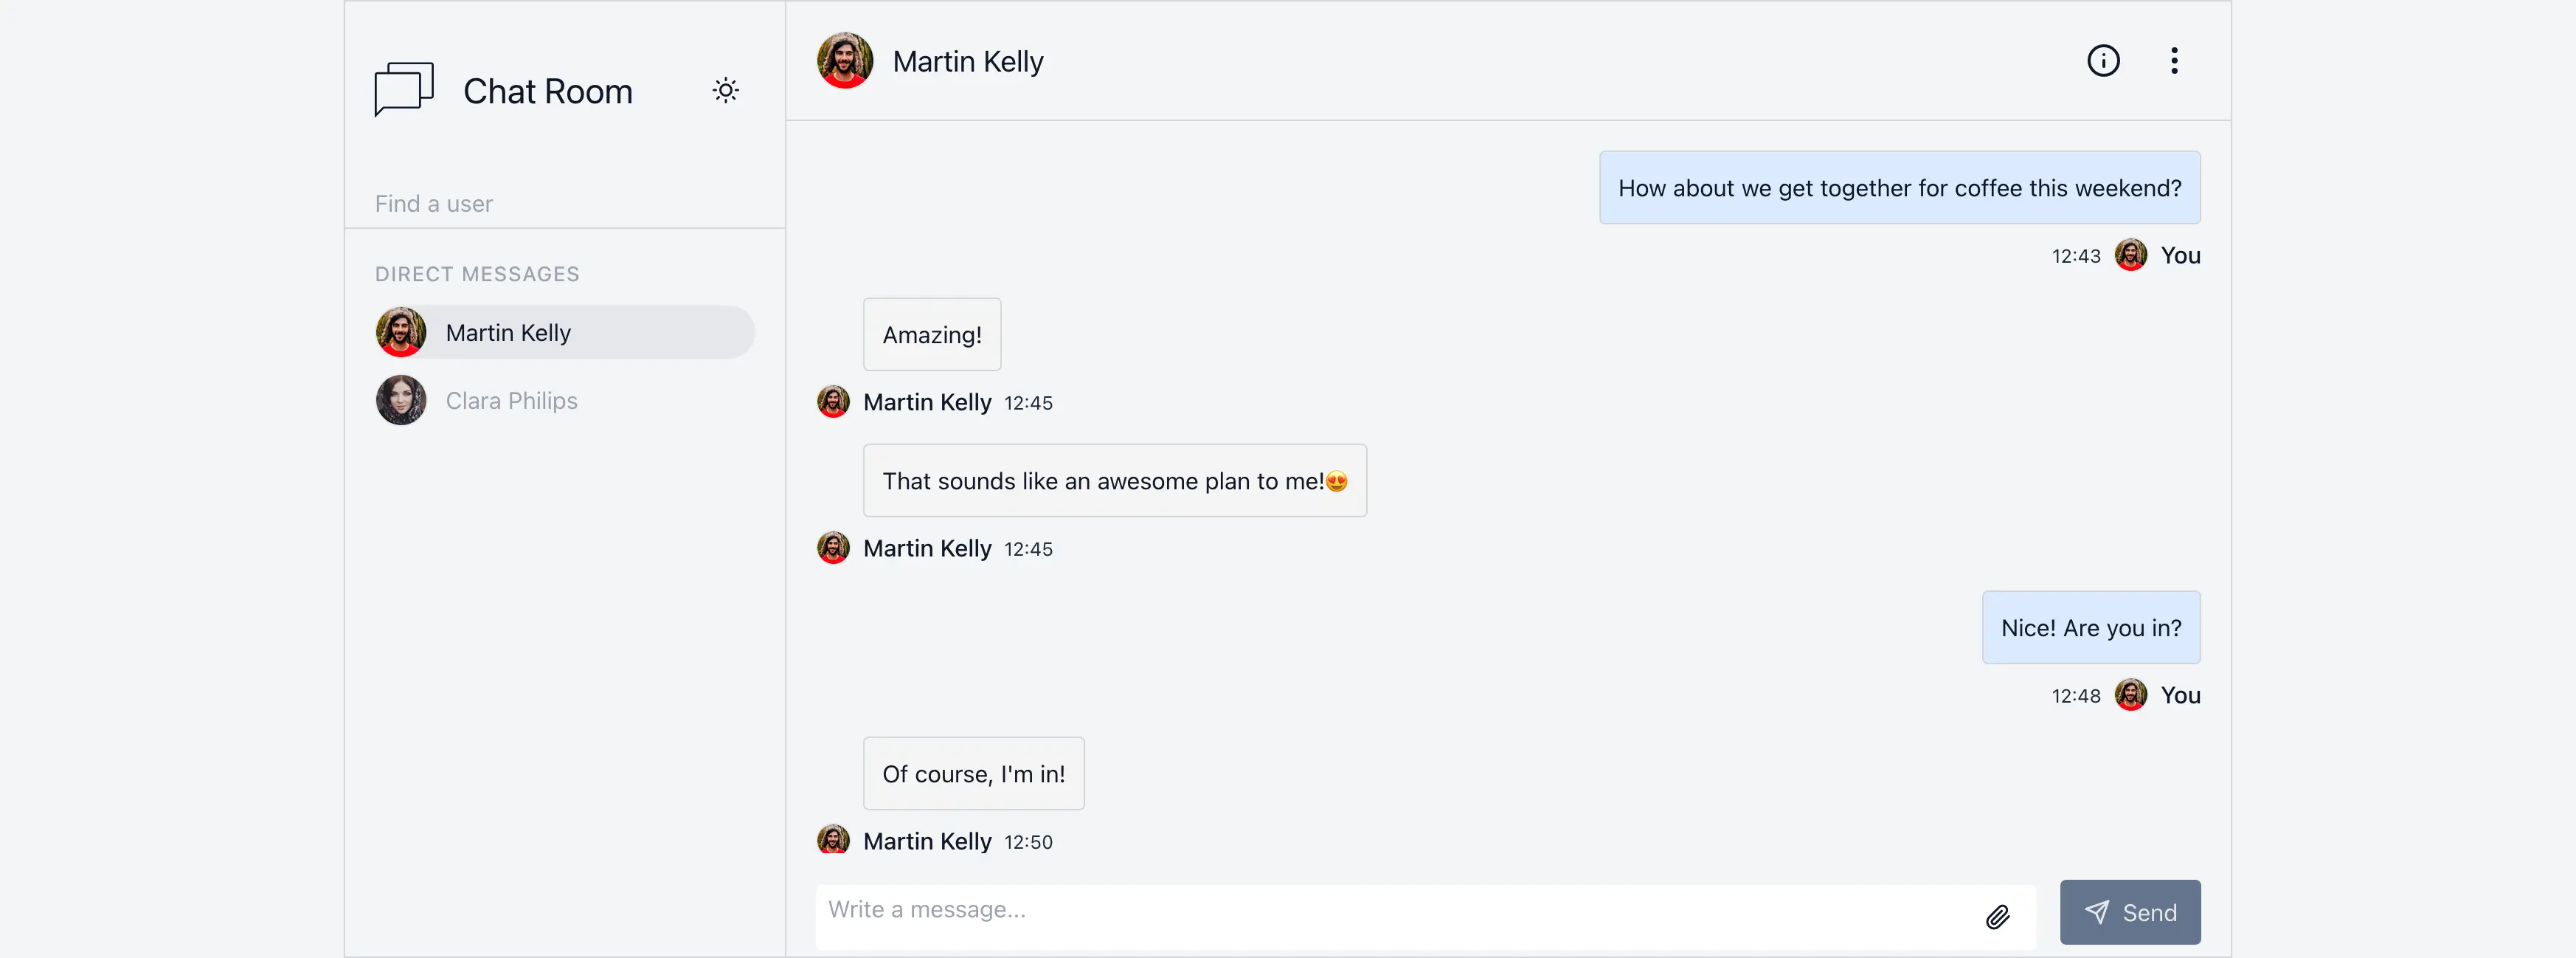 Chat Room
Find a user
DIRECT MESSAGES
Martin Kelly
Clara Philips
Martin Kelly
How about we get together for coffee this weekend?
12:43 You
Amazing!
Martin Kelly 12:45
That sounds like an awesome plan to me!😍
Martin Kelly 12:45
Nice! Are you in?
12:48 You
Of course, I'm in!
Martin Kelly 12:50
Write a message...
Send